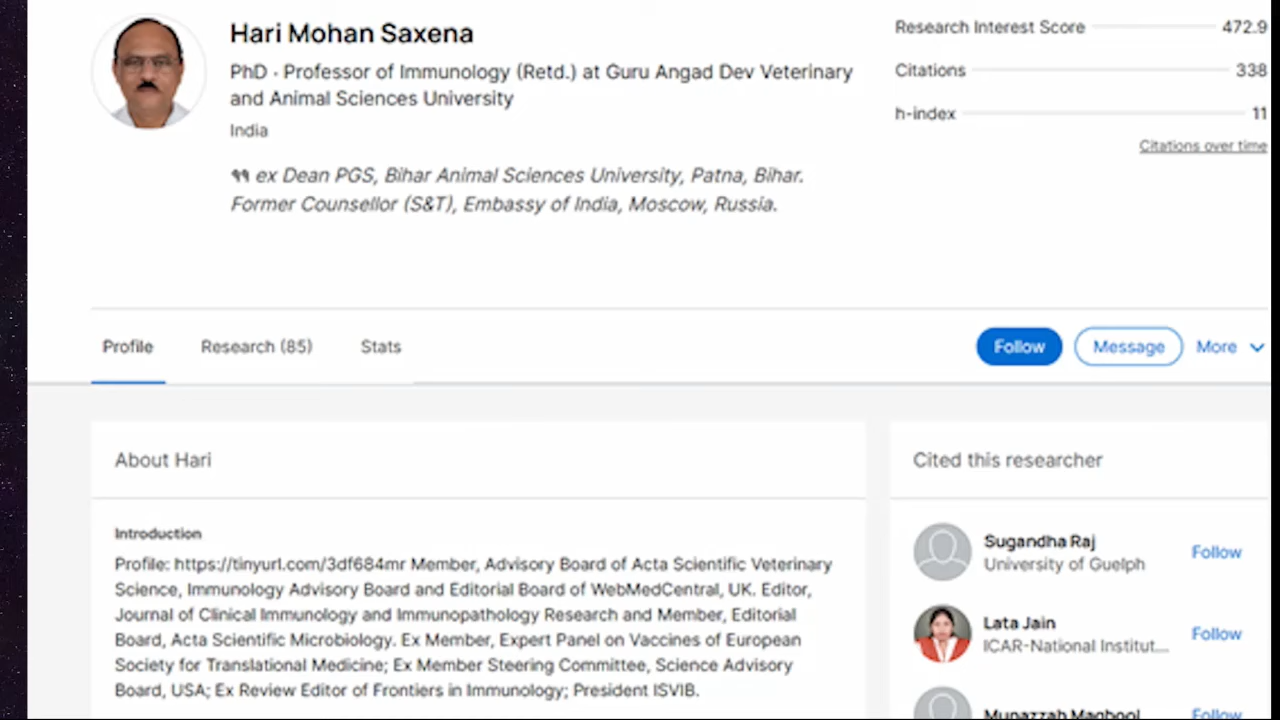 Hari Mohan Saxena
PhD · Professor of Immunology (Retd.) at Guru Angad Dev Veterinary
and Animal Sciences University
India
ex Dean PGS, Bihar Animal Sciences University, Patna, Bihar.
Former Counsellor (S&T), Embassy of India, Moscow, Russia.
Research Interest Score 472.9
Citations 338
h-index 11
Citations over time
Profile Research (85) Stats
Follow Message More
About Hari
Introduction
Profile: https://tinyurl.com/3df684mr Member, Advisory Board of Acta Scientific Veterinary
Science, Immunology Advisory Board and Editorial Board of WebMedCentral, UK. Editor,
Journal of Clinical Immunology and Immunopathology Research and Member, Editorial
Board, Acta Scientific Microbiology. Ex Member, Expert Panel on Vaccines of European
Society for Translational Medicine; Ex Member Steering Committee, Science Advisory
Board, USA; Ex Review Editor of Frontiers in Immunology; President ISVIB.
Cited this researcher
Sugandha Raj
University of Guelph
Follow
Lata Jain
ICAR-National Institut...
Follow
Munazzah Maqbool
Follow